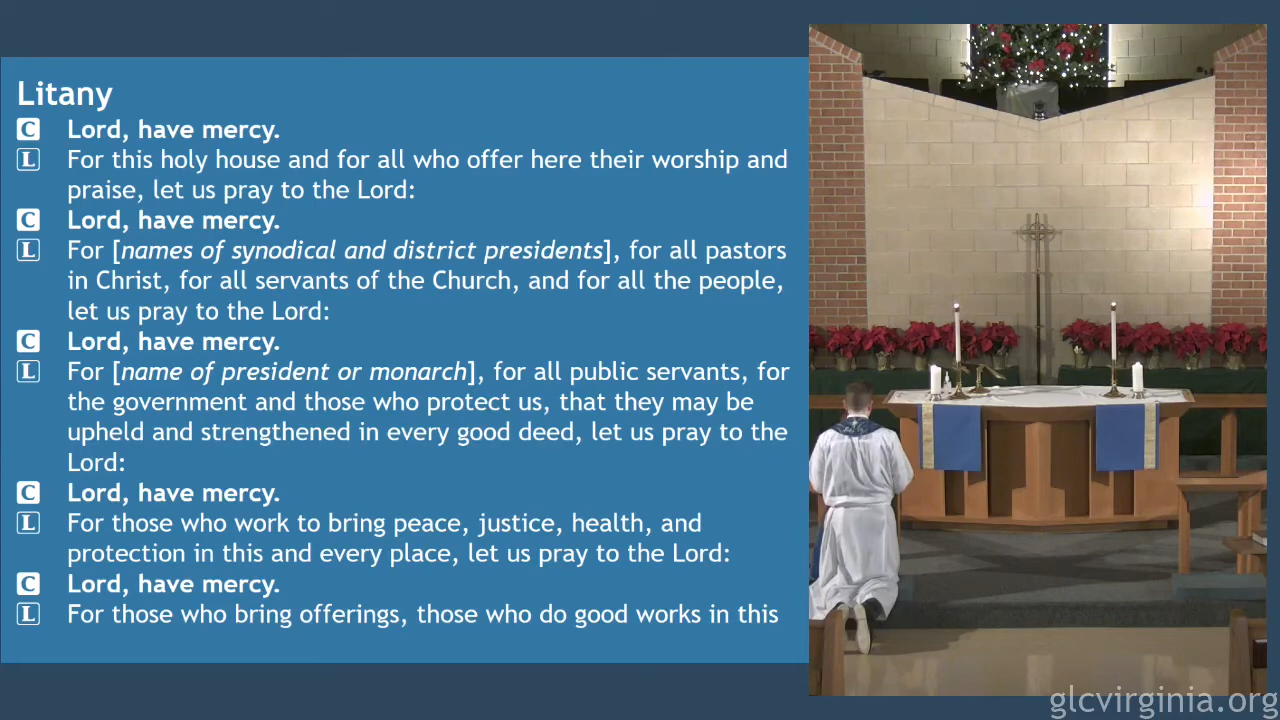 Litany
C Lord, have mercy.
L For this holy house and for all who offer here their worship and
praise, let us pray to the Lord:
C Lord, have mercy.
L For [names of synodical and district presidents], for all pastors
in Christ, for all servants of the Church, and for all the people,
let us pray to the Lord:
C Lord, have mercy.
L For [name of president or monarch], for all public servants, for
the government and those who protect us, that they may be
upheld and strengthened in every good deed, let us pray to the
Lord:
C Lord, have mercy.
L For those who work to bring peace, justice, health, and
protection in this and every place, let us pray to the Lord:
C Lord, have mercy.
L For those who bring offerings, those who do good works in this
glcvirginia.org